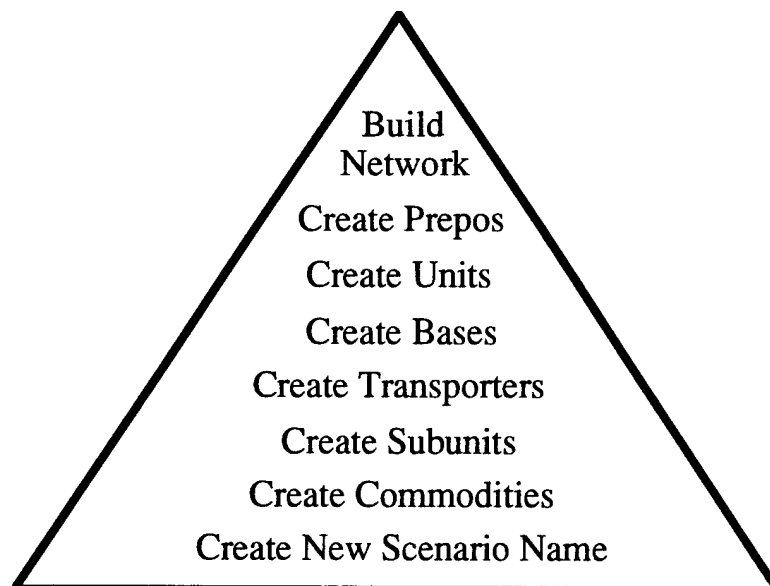 Build
Network
Create Prepos
Create Units
Create Bases
Create Transporters
Create Subunits
Create Commodities
Create New Scenario Name